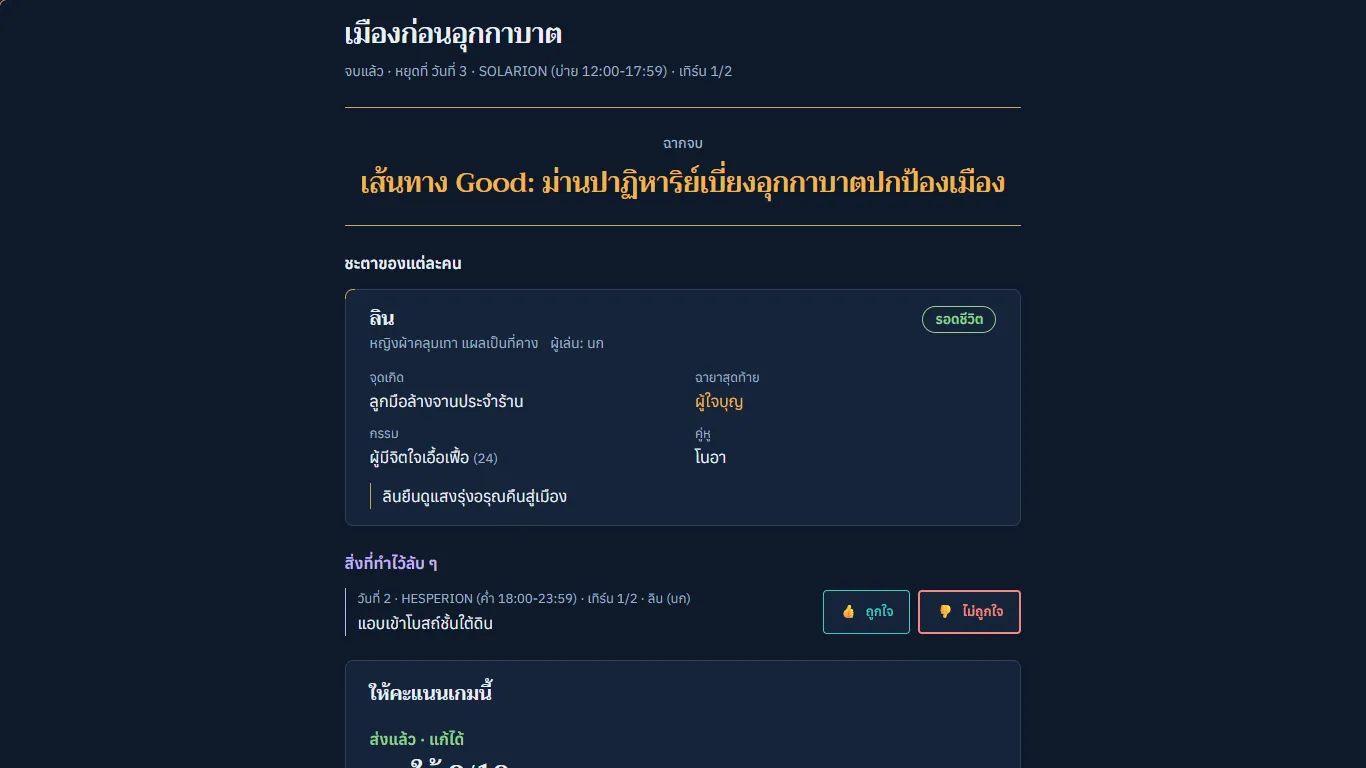 เมืองก่อนอุกกาบาต
จบแล้ว · หยุดที่ วันที่ 3 · SOLARION (บ่าย 12:00-17:59) · เทิร์น 1/2
ฉากจบ
เส้นทาง Good: ม่านปาฏิหาริย์เบี่ยงอุกกาบาตปกป้องเมือง
ชะตาของแต่ละคน
ลิน
รอดชีวิต
หญิงผ้าคลุมเทา แผลเป็นที่คาง ผู้เล่น: นก
จุดเกิด
ฉายาสุดท้าย
ลูกมือล้างจานประจำร้าน
ผู้ใจบุญ
กรรม
คู่หู
ผู้มีจิตใจเอื้อเฟื้อ (24)
โนอา
ลินยืนดูแสงรุ่งอรุณคืนสู่เมือง
สิ่งที่ทำไว้ลับ ๆ
วันที่ 2 · HESPERION (ค่ำ 18:00-23:59) · เทิร์น 1/2 · ลิน (นก)
แอบเข้าโบสถ์ชั้นใต้ดิน
👍 ถูกใจ
👎 ไม่ถูกใจ
ให้คะแนนเกมนี้
ส่งแล้ว · แก้ได้